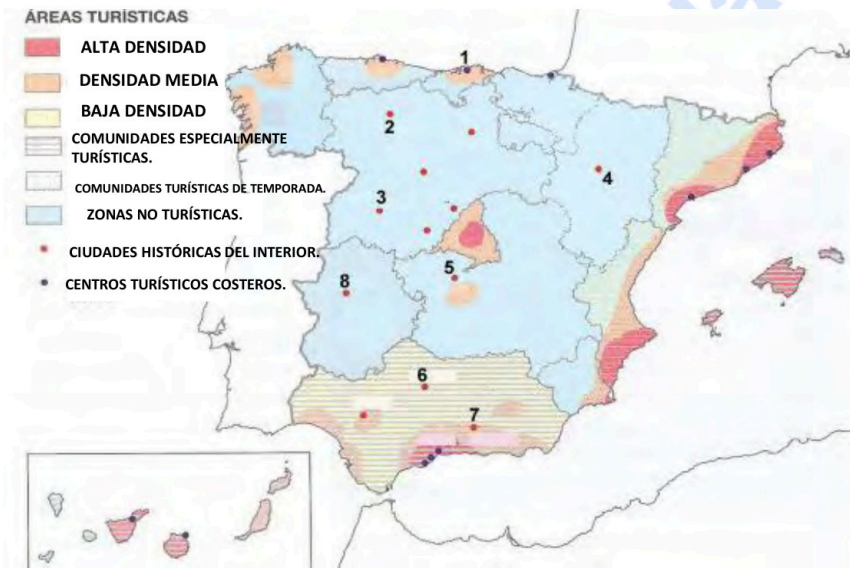 ÁREAS TURÍSTICAS
ALTA DENSIDAD
DENSIDAD MEDIA
BAJA DENSIDAD
COMUNIDADES ESPECIALMENTE
TURÍSTICAS.
COMUNIDADES TURÍSTICAS DE TEMPORADA.
ZONAS NO TURÍSTICAS.
CIUDADES HISTÓRICAS DEL INTERIOR.
CENTROS TURÍSTICOS COSTEROS.
1
2
3
4
5
8
6
7